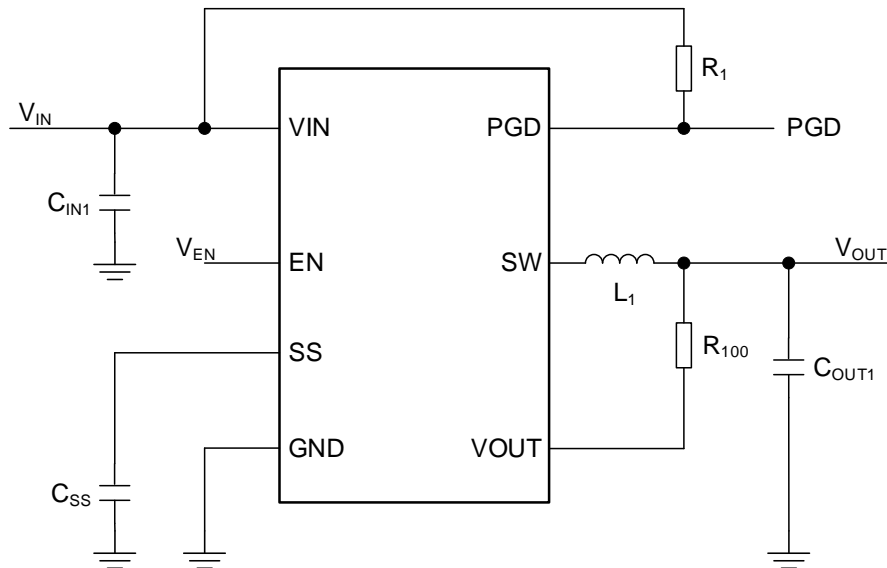 R1
VIN
VIN
PGD
PGD
CIN1
VEN
EN
SW
VOUT
L1
SS
R100
COUT1
GND
VOUT
CSS